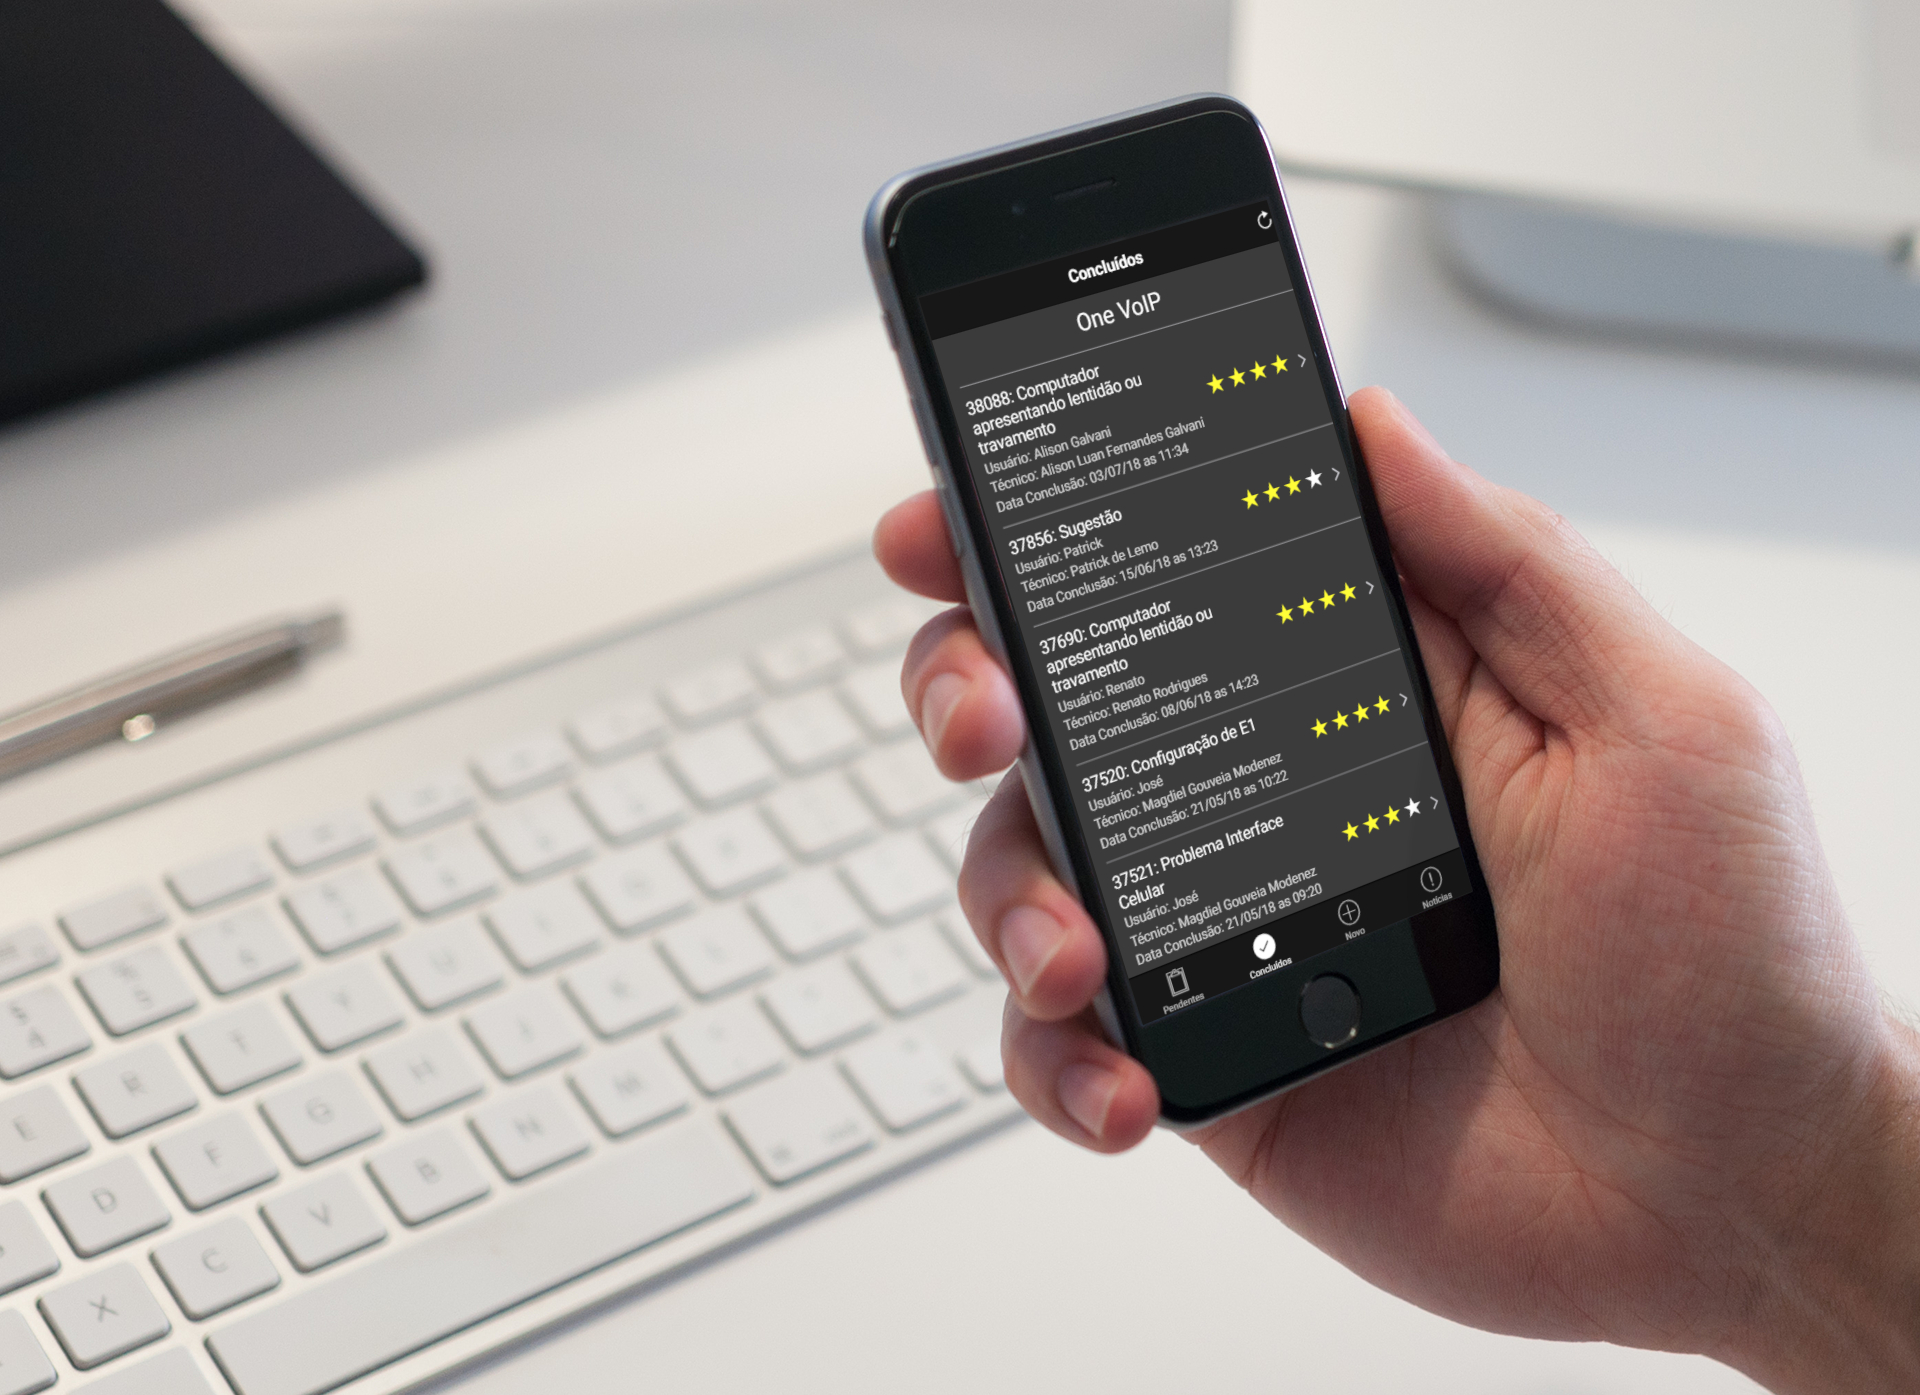 Concluídos
One VoIP
38088: Computador
apresentando lentidão ou
travamento
Usuário: Alison Galvani
Técnico: Alison Luan Fernandes Galvani
Data Conclusão: 03/07/18 as 11:34
37856: Sugestão
Usuário: Patrick
Técnico: Patrick de Lemo
Data Conclusão: 15/06/18 as 13:23
37690: Computador
apresentando lentidão ou
travamento
Usuário: Renato
Técnico: Renato Rodrigues
Data Conclusão: 08/06/18 as 14:23
37520: Configuração de E1
Usuário: José
Técnico: Magdiel Gouveia Modenez
Data Conclusão: 21/05/18 as 10:22
37521: Problema Interface
Celular
Usuário: José
Técnico: Magdiel Gouveia Modenez
Data Conclusão: 21/05/18 as 09:20
Pendentes
Concluídos
Novo
Notícias
E R T Y
D F G H J
X C V B N M